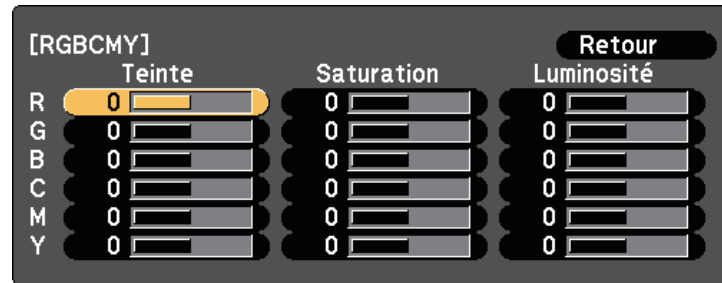 [RGBCMY] Retour
Teinte Saturation Luminosité
R 0 0 0
G 0 0 0
B 0 0 0
C 0 0 0
M 0 0 0
Y 0 0 0